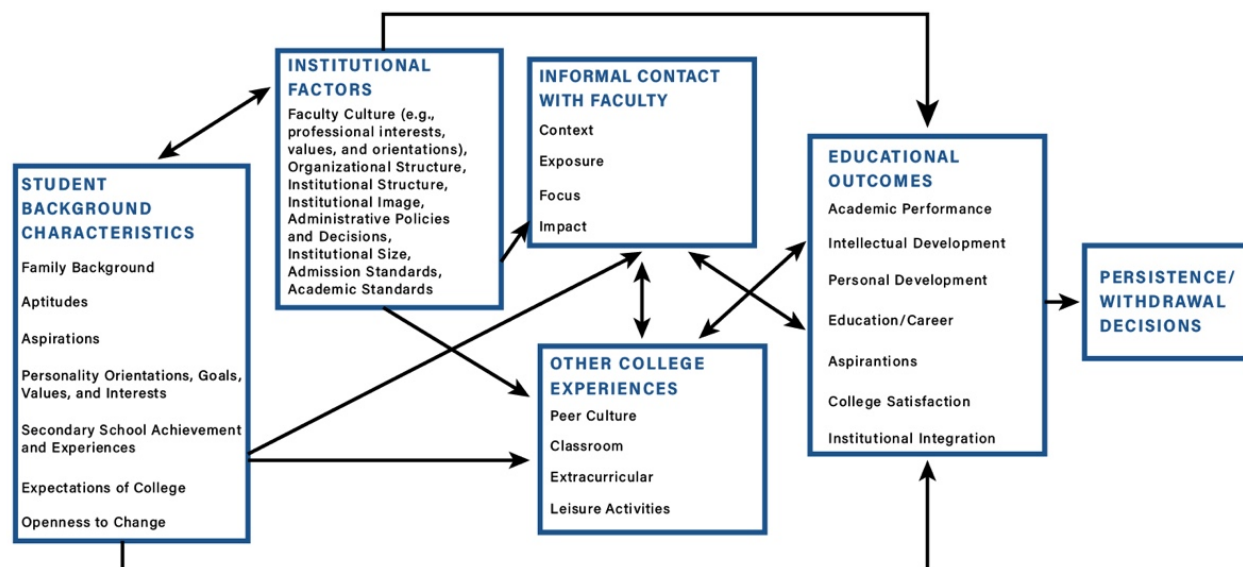 STUDENT
BACKGROUND
CHARACTERISTICS
Family Background
Aptitudes
Aspirations
Personality Orientations, Goals,
Values, and Interests
Secondary School Achievement
and Experiences
Expectations of College
Openness to Change
INSTITUTIONAL
FACTORS
Faculty Culture (e.g.,
professional interests,
values, and orientations),
Organizational Structure,
Institutional Structure,
Institutional Image,
Administrative Policies
and Decisions,
Institutional Size,
Admission Standards,
Academic Standards
INFORMAL CONTACT
WITH FACULTY
Context
Exposure
Focus
Impact
OTHER COLLEGE
EXPERIENCES
Peer Culture
Classroom
Extracurricular
Leisure Activities
EDUCATIONAL
OUTCOMES
Academic Performance
Intellectual Development
Personal Development
Education/Career
Aspirantions
College Satisfaction
Institutional Integration
PERSISTENCE/
WITHDRAWAL
DECISIONS